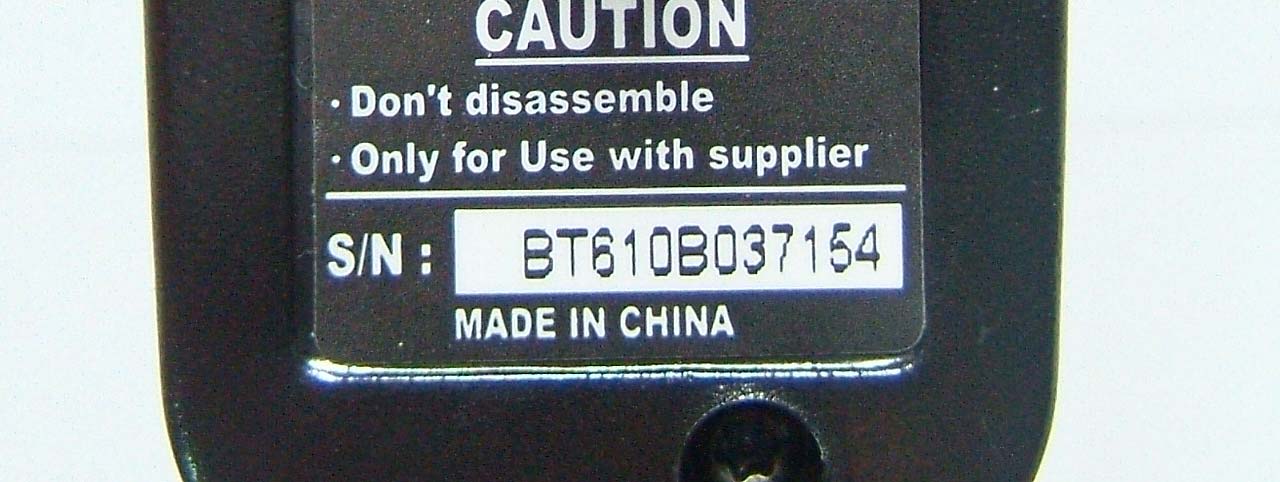 CAUTION
· Don't disassemble
· Only for Use with supplier
S/N : BT610B037154
MADE IN CHINA